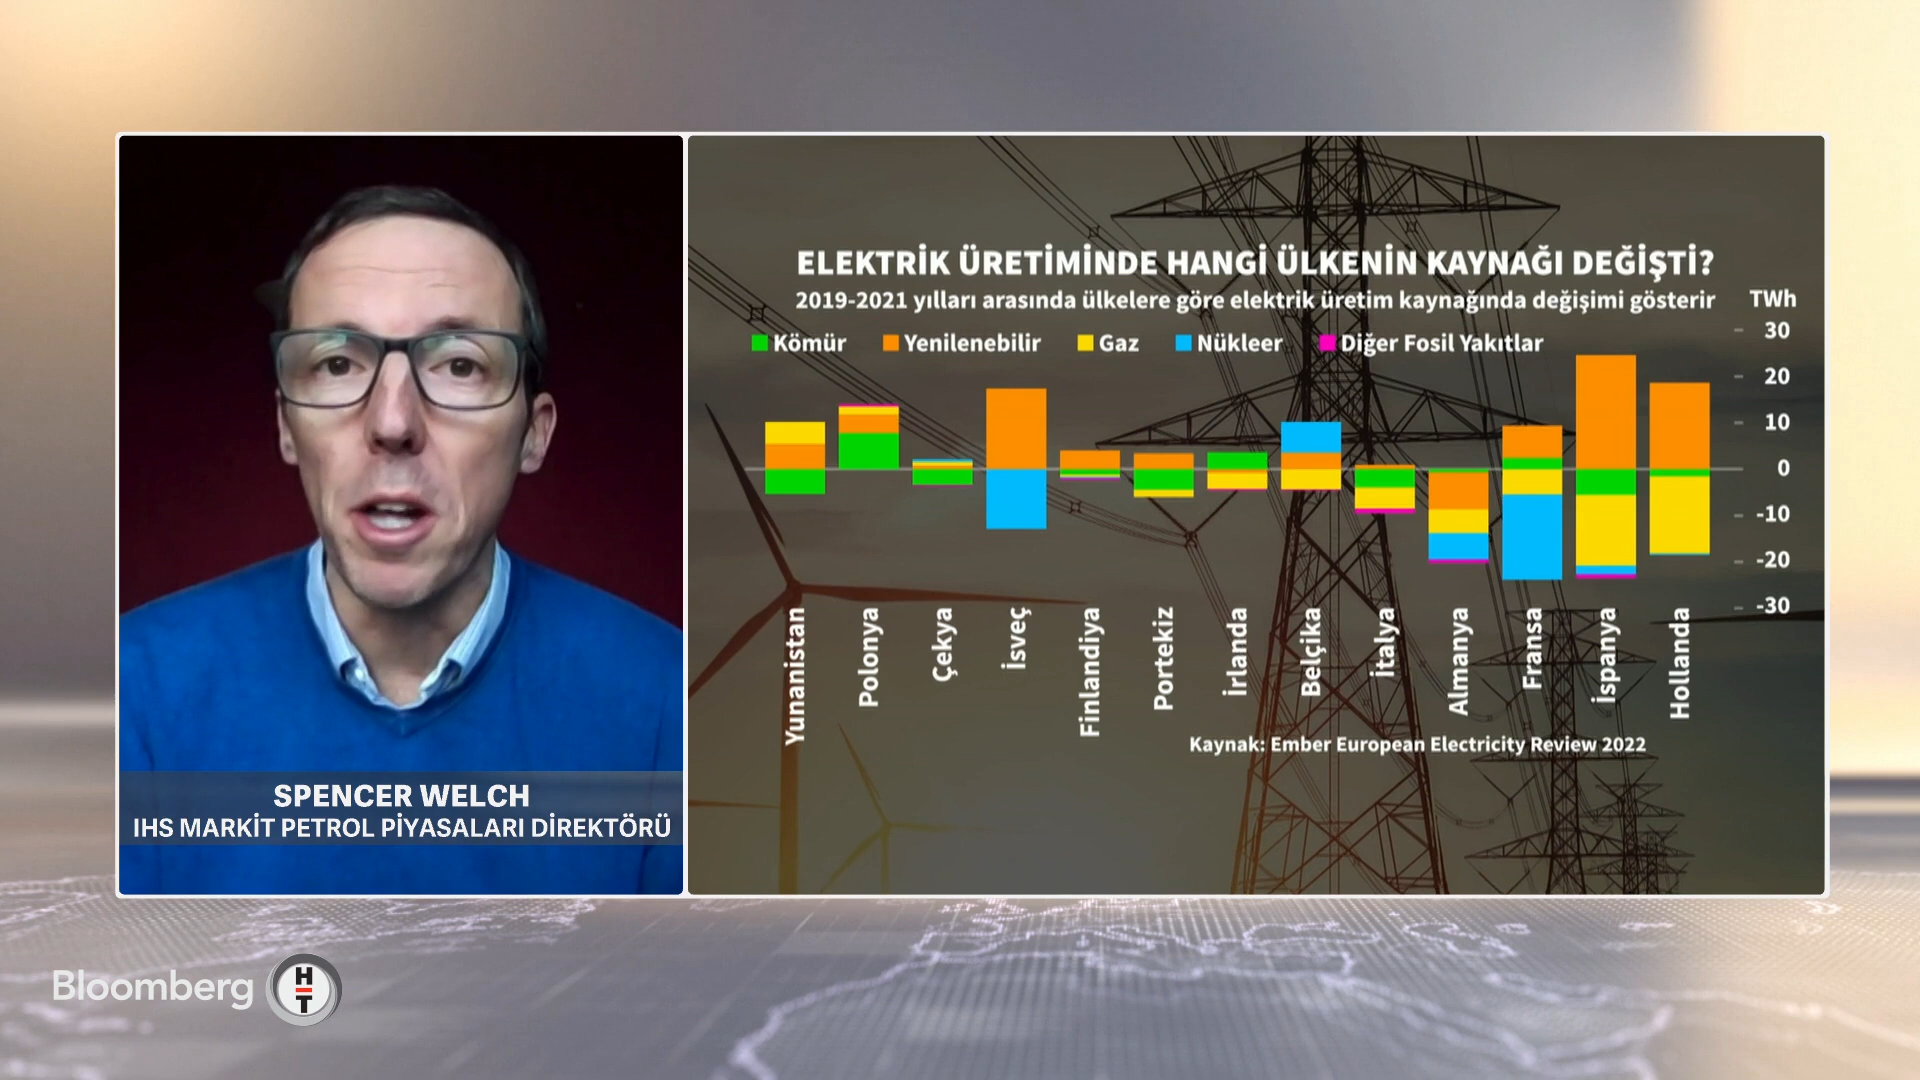 ELEKTRİK ÜRETİMİNDE HANGİ ÜLKENİN KAYNAĞI DEĞİŞTİ?
2019-2021 yılları arasında ülkelere göre elektrik üretim kaynağında değişimi gösterir
TWh
Kömür Yenilenebilir Gaz Nükleer Diğer Fosil Yakıtlar
30
20
10
0
-10
-20
-30
Yunanistan
Polonya
Çekya
İsveç
Finlandiya
Portekiz
İrlanda
Belçika
İtalya
Almanya
Fransa
İspanya
Hollanda
Kaynak: Ember European Electricity Review 2022
SPENCER WELCH
IHS MARKİT PETROL PİYASALARI DİREKTÖRÜ
Bloomberg HT